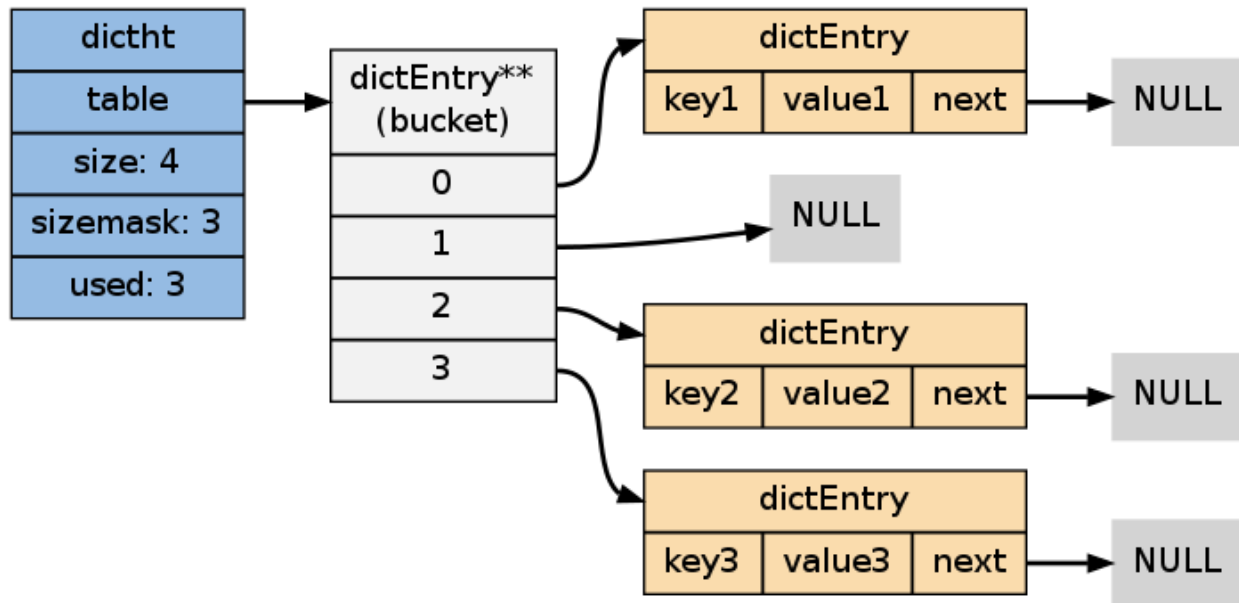 dictht
table
size: 4
sizemask: 3
used: 3
dictEntry**
(bucket)
0
1
2
3
dictEntry
key1 value1 next
NULL
NULL
dictEntry
key2 value2 next
NULL
dictEntry
key3 value3 next
NULL